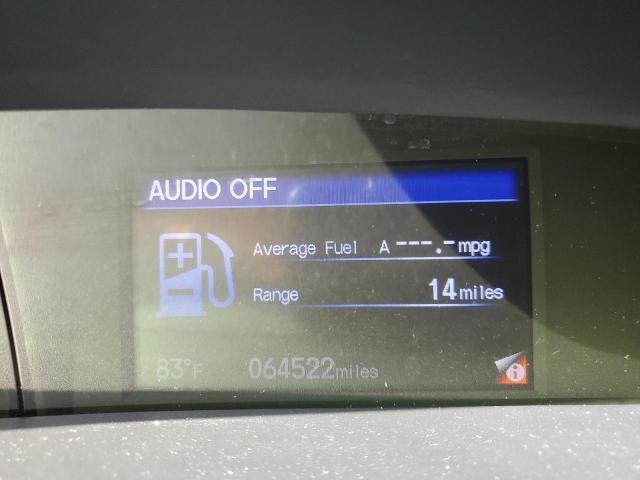 AUDIO OFF
Average Fuel A ---.- mpg
Range 14 miles
83°F 064522 miles